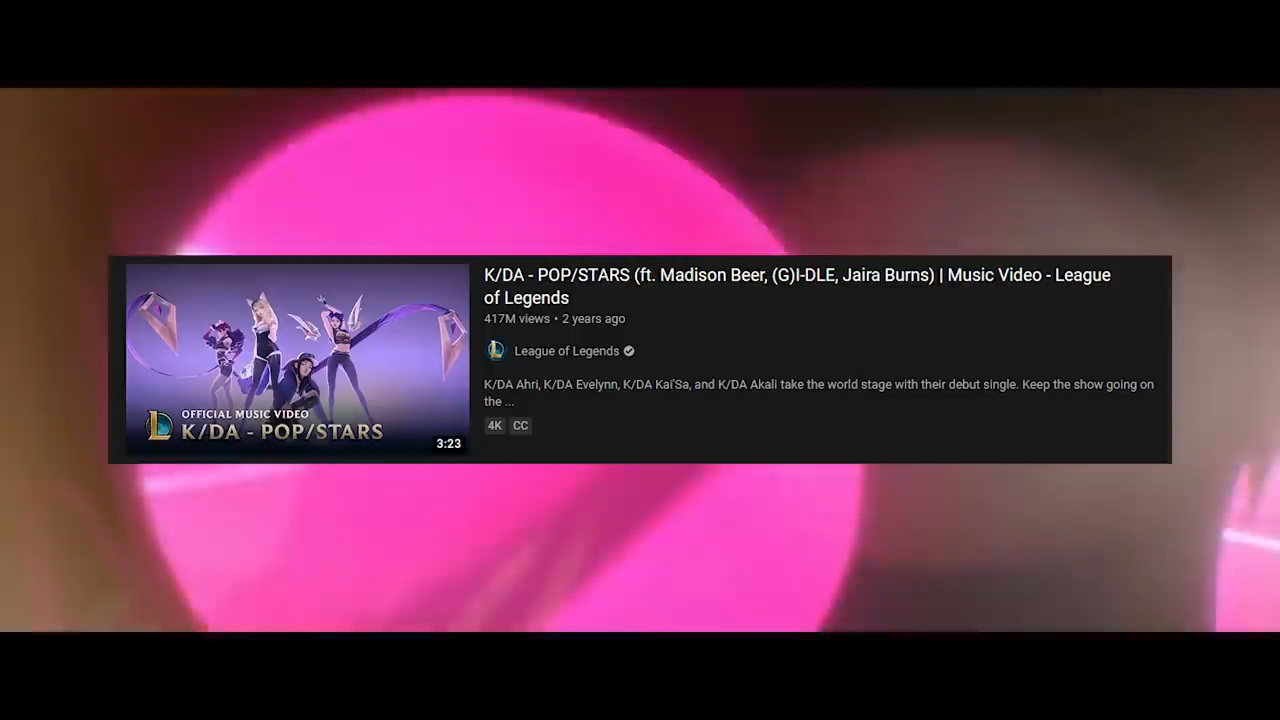 K/DA - POP/STARS (ft. Madison Beer, (G)I-DLE, Jaira Burns) | Music Video - League
of Legends
417M views • 2 years ago
League of Legends
K/DA Ahri, K/DA Evelynn, K/DA Kai'Sa, and K/DA Akali take the world stage with their debut single. Keep the show going on
the ...
4K CC
OFFICIAL MUSIC VIDEO
K/DA - POP/STARS
3:23